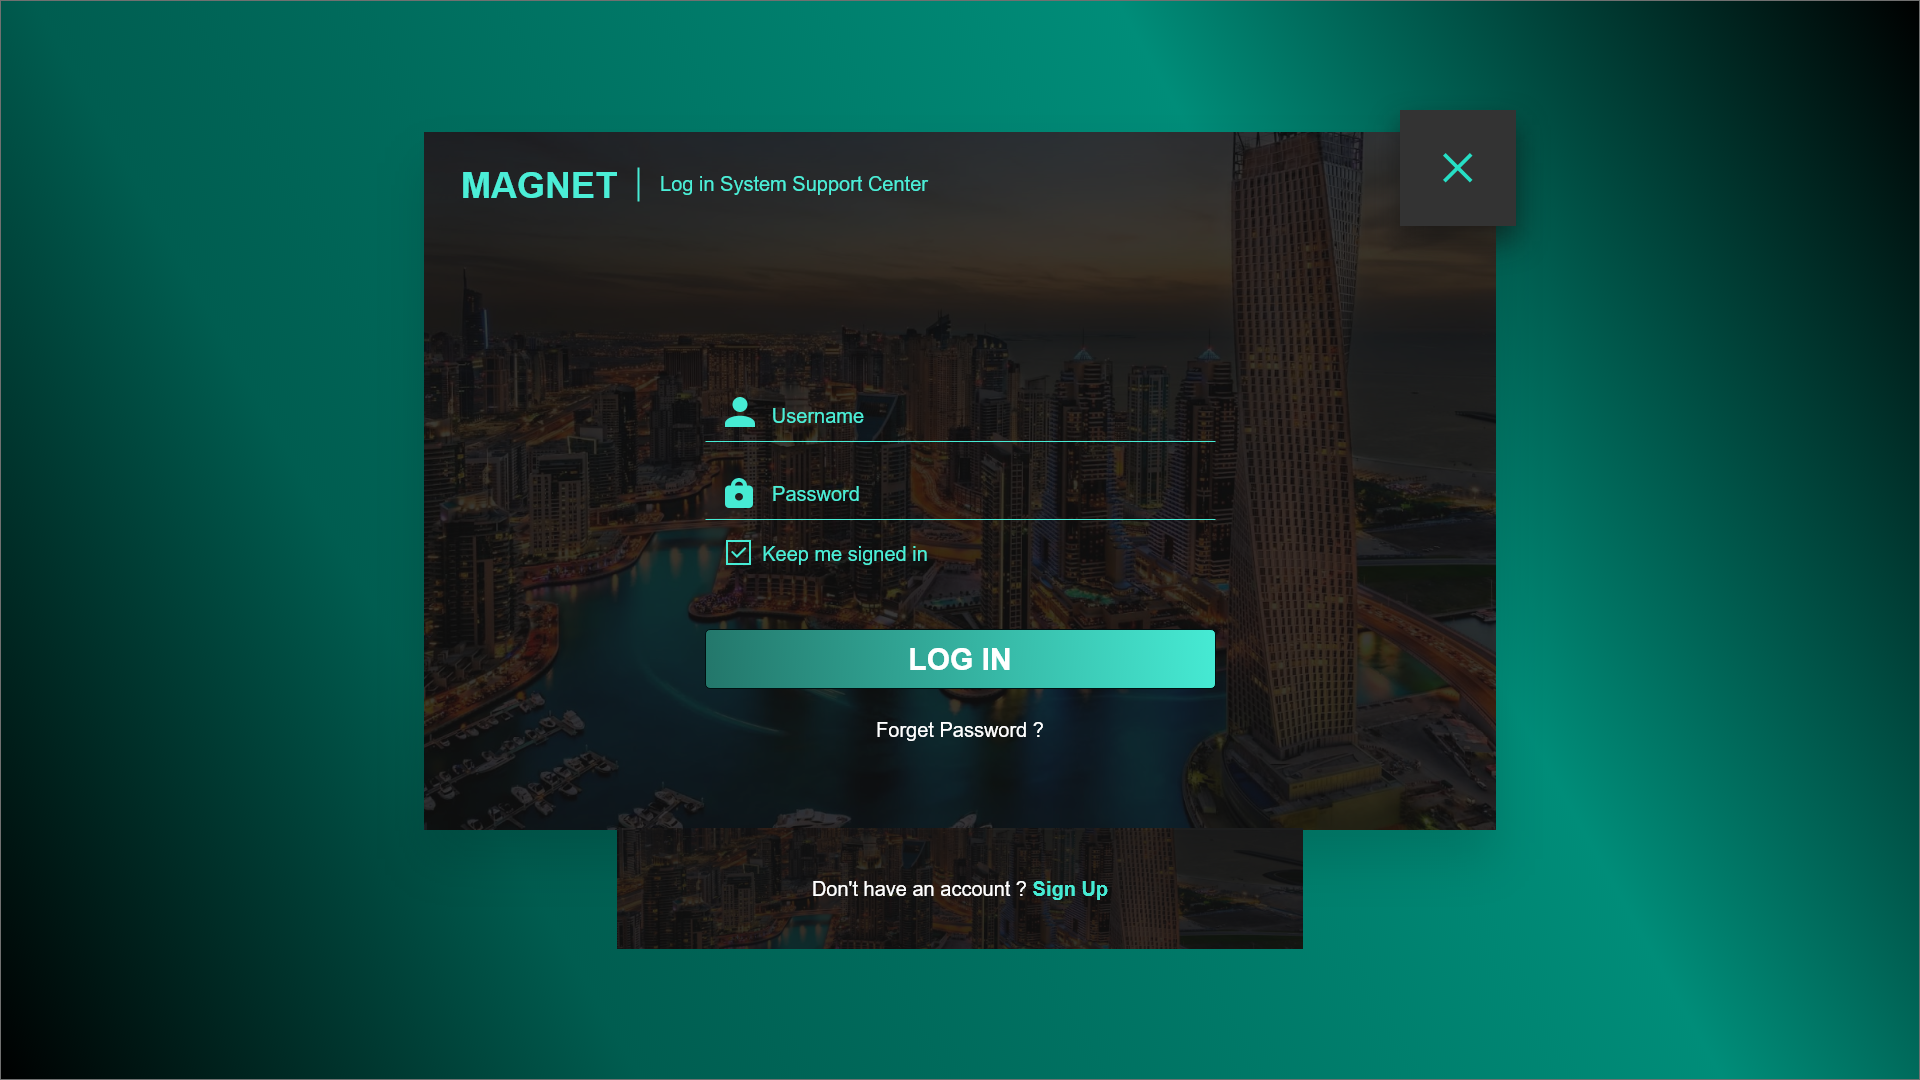 MAGNET | Log in System Support Center
Username
Password
Keep me signed in
LOG IN
Forget Password ?
Don't have an account ? Sign Up